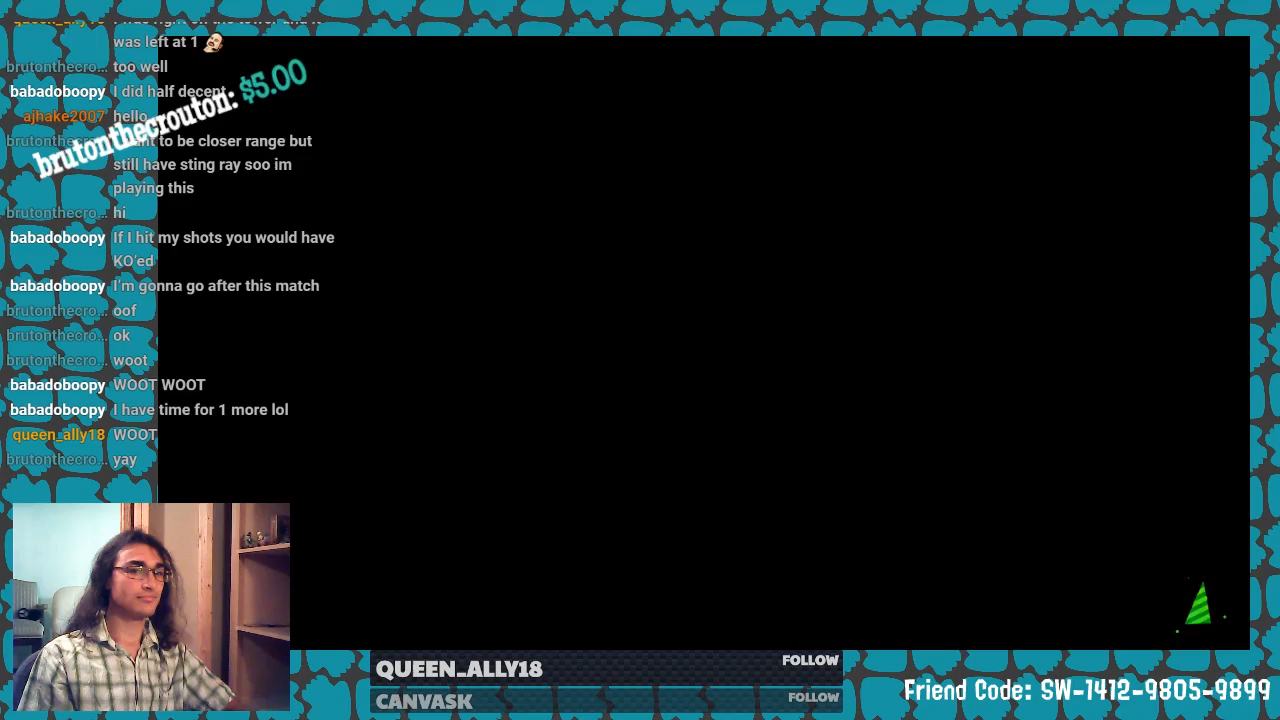 was left at 1
brutonthecro... too well
babadoboopy I did half decent
ajhake2007 hello
brutonthecrouton: $5.00
to be closer range but
still have sting ray soo im
playing this
brutonthecro... hi
babadoboopy If I hit my shots you would have
KO'ed
babadoboopy I'm gonna go after this match
brutonthecro... oof
brutonthecro... ok
brutonthecro... woot
babadoboopy WOOT WOOT
babadoboopy I have time for 1 more lol
queen_ally18 WOOT
brutonthecro... yay
QUEEN_ALLY18 FOLLOW
CANVASK FOLLOW
Friend Code: SW-1412-9805-9899